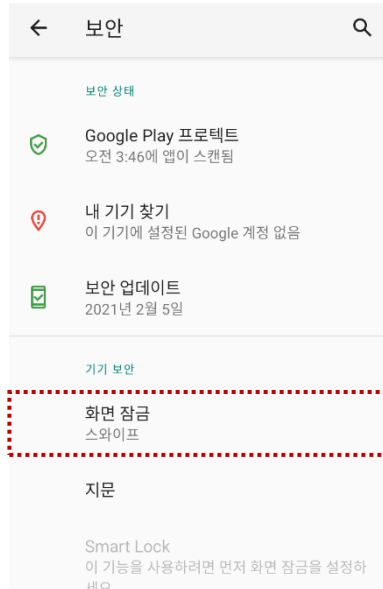 보안
보안 상태
Google Play 프로텍트
오전 3:46에 앱이 스캔됨
내 기기 찾기
이 기기에 설정된 Google 계정 없음
보안 업데이트
2021년 2월 5일
기기 보안
화면 잠금
스와이프
지문
Smart Lock
이 기능을 사용하려면 먼저 화면 잠금을 설정하
세요